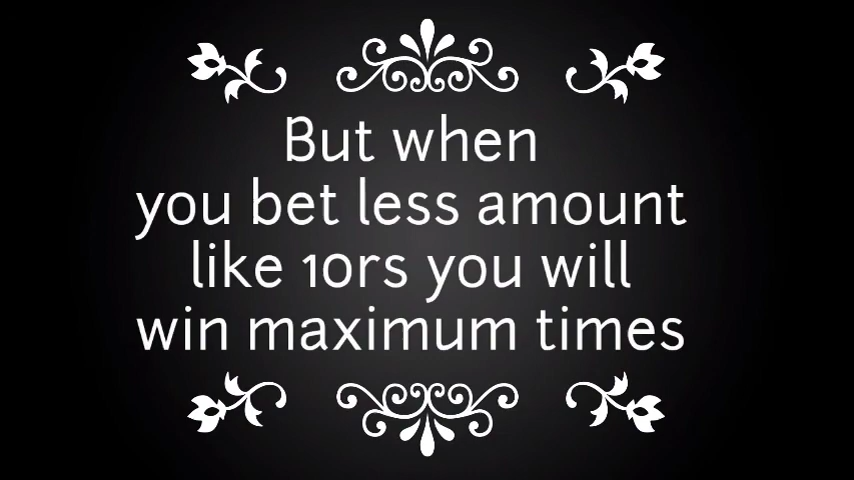 But when
you bet less amount
like 10rs you will
win maximum times